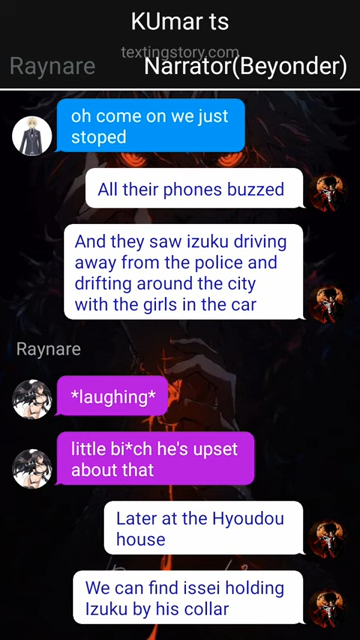 KUmar ts
textingstory.com
Raynare
Narrator(Beyonder)
oh come on we just
stoped
All their phones buzzed
And they saw izuku driving
away from the police and
drifting around the city
with the girls in the car
Raynare
*laughing*
little bi*ch he's upset
about that
Later at the Hyoudou
house
We can find issei holding
Izuku by his collar